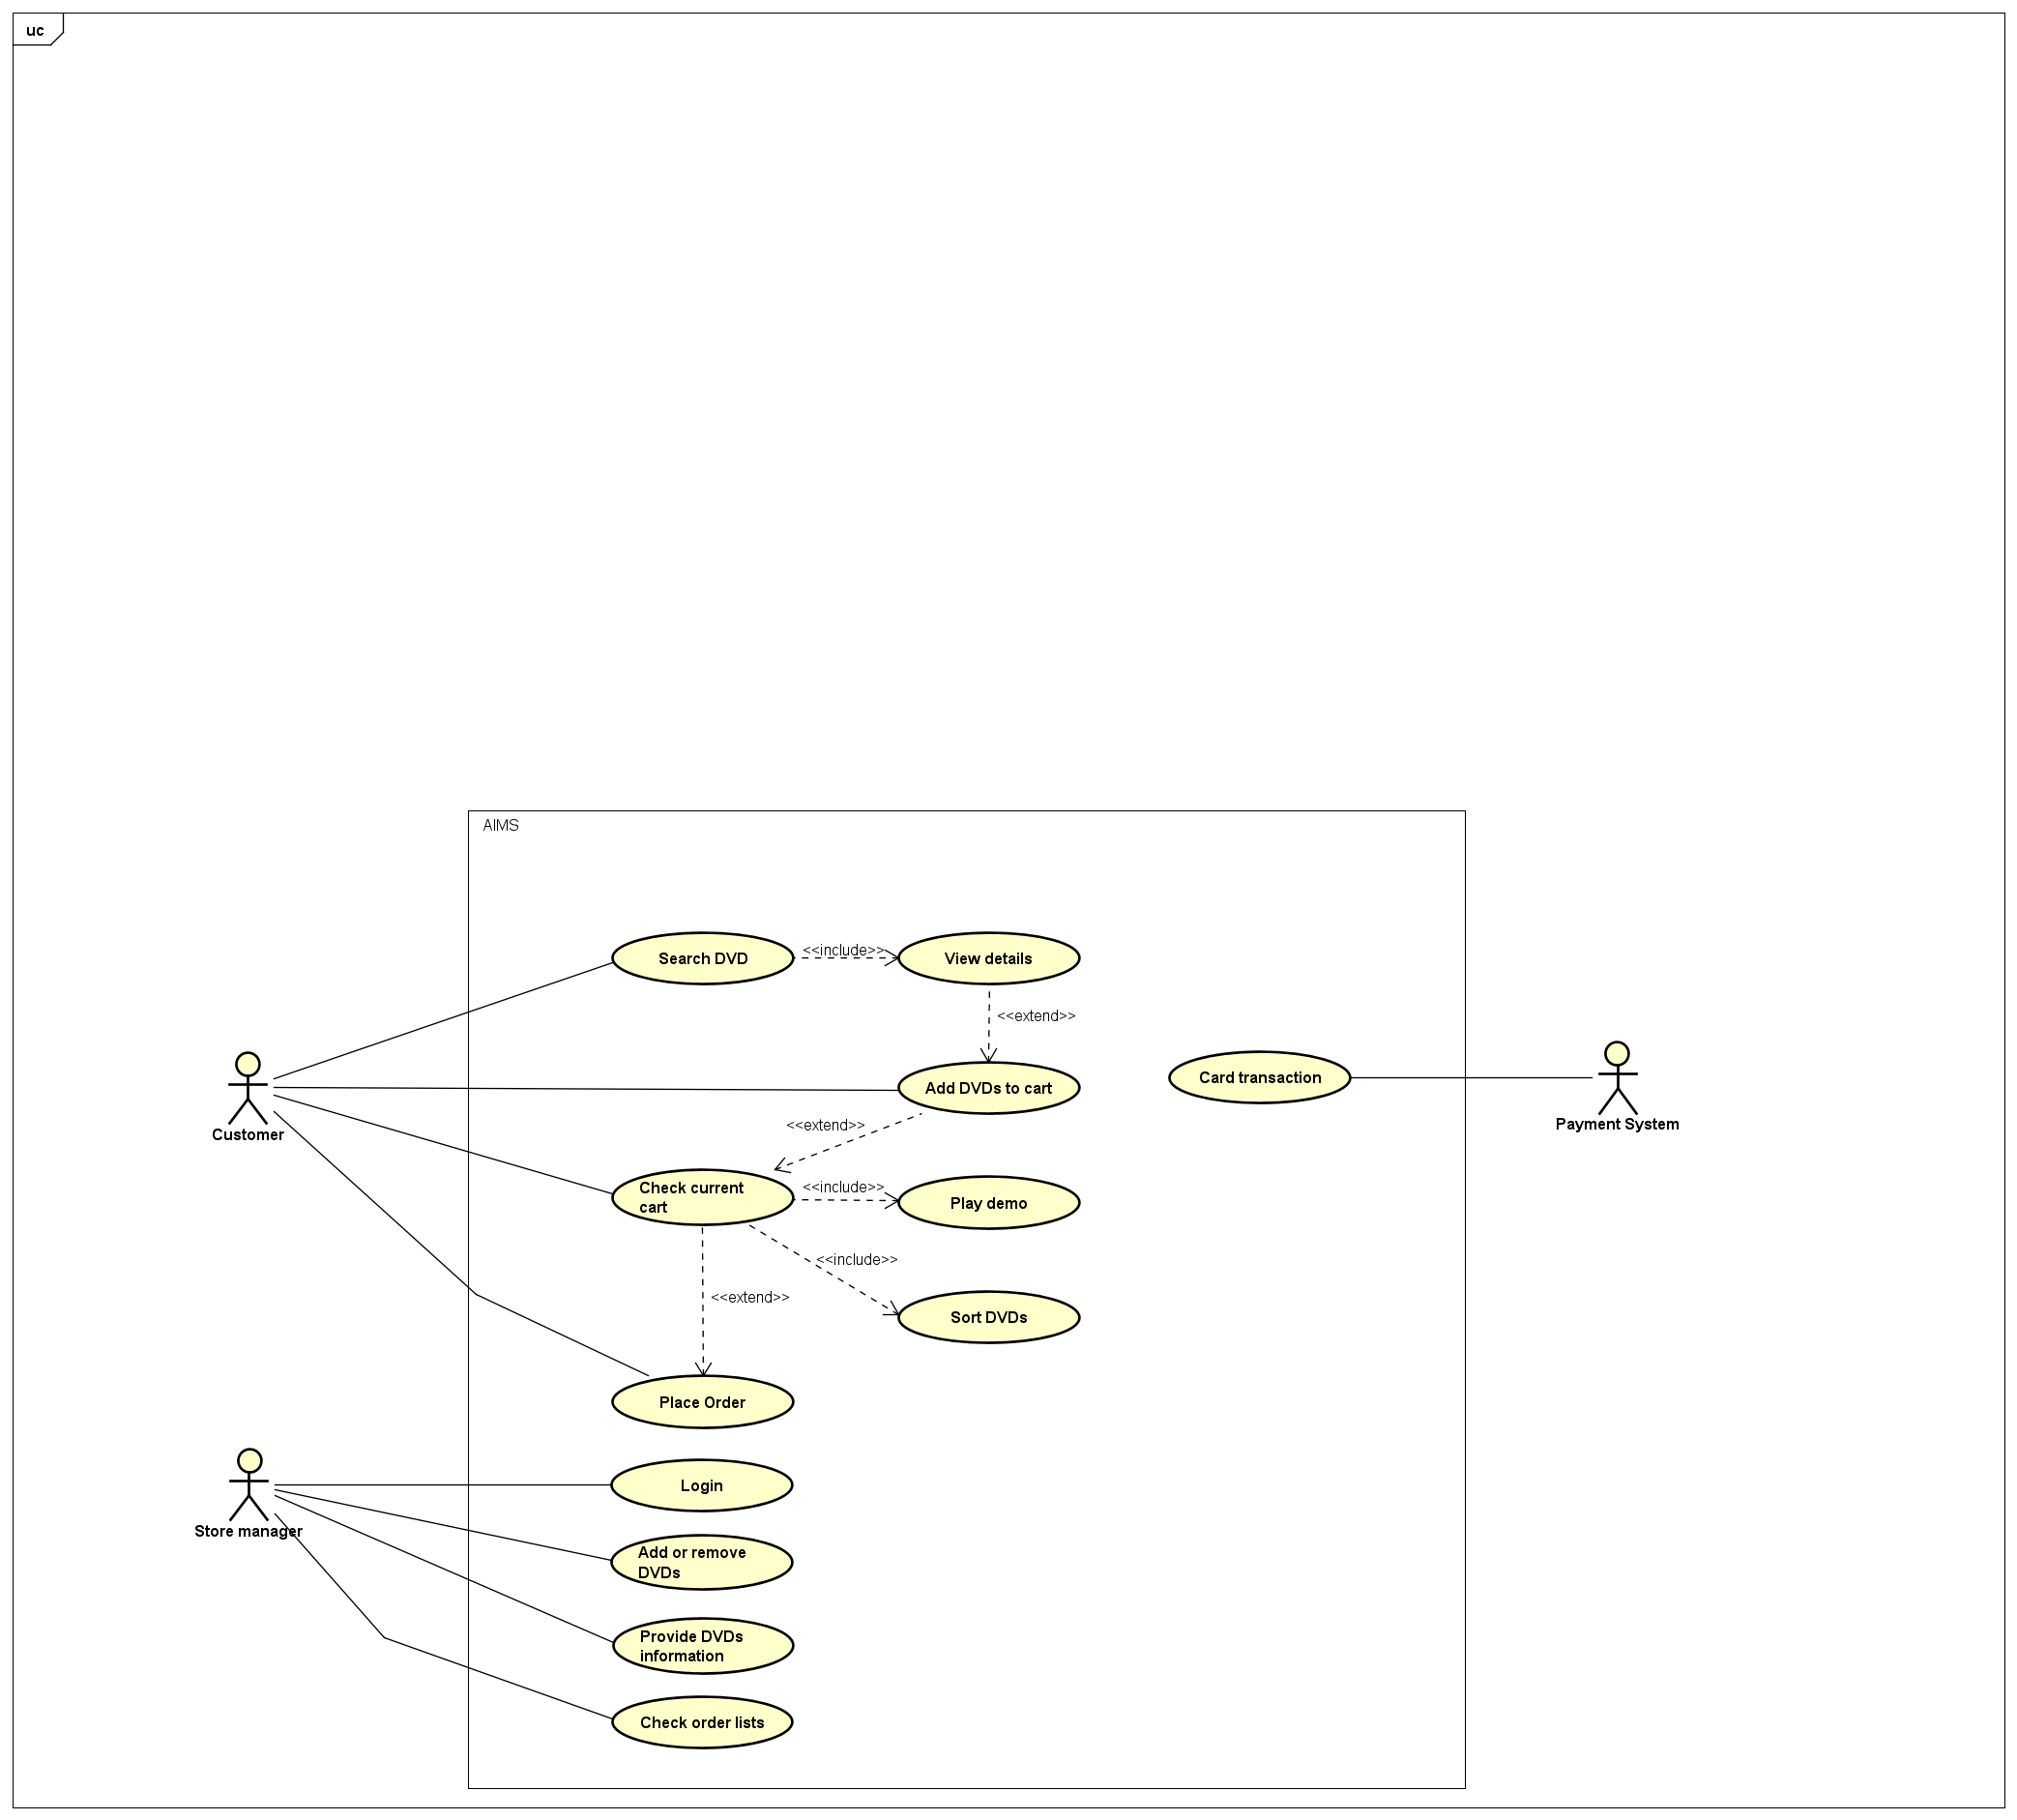 uc
AIMS
Search DVD
<<include>>
View details
<<extend>>
Customer
Add DVDs to cart
Card transaction
Payment System
<<extend>>
Check current
cart
<<include>>
Play demo
<<include>>
Sort DVDs
<<extend>>
Place Order
Store manager
Login
Add or remove
DVDs
Provide DVDs
information
Check order lists